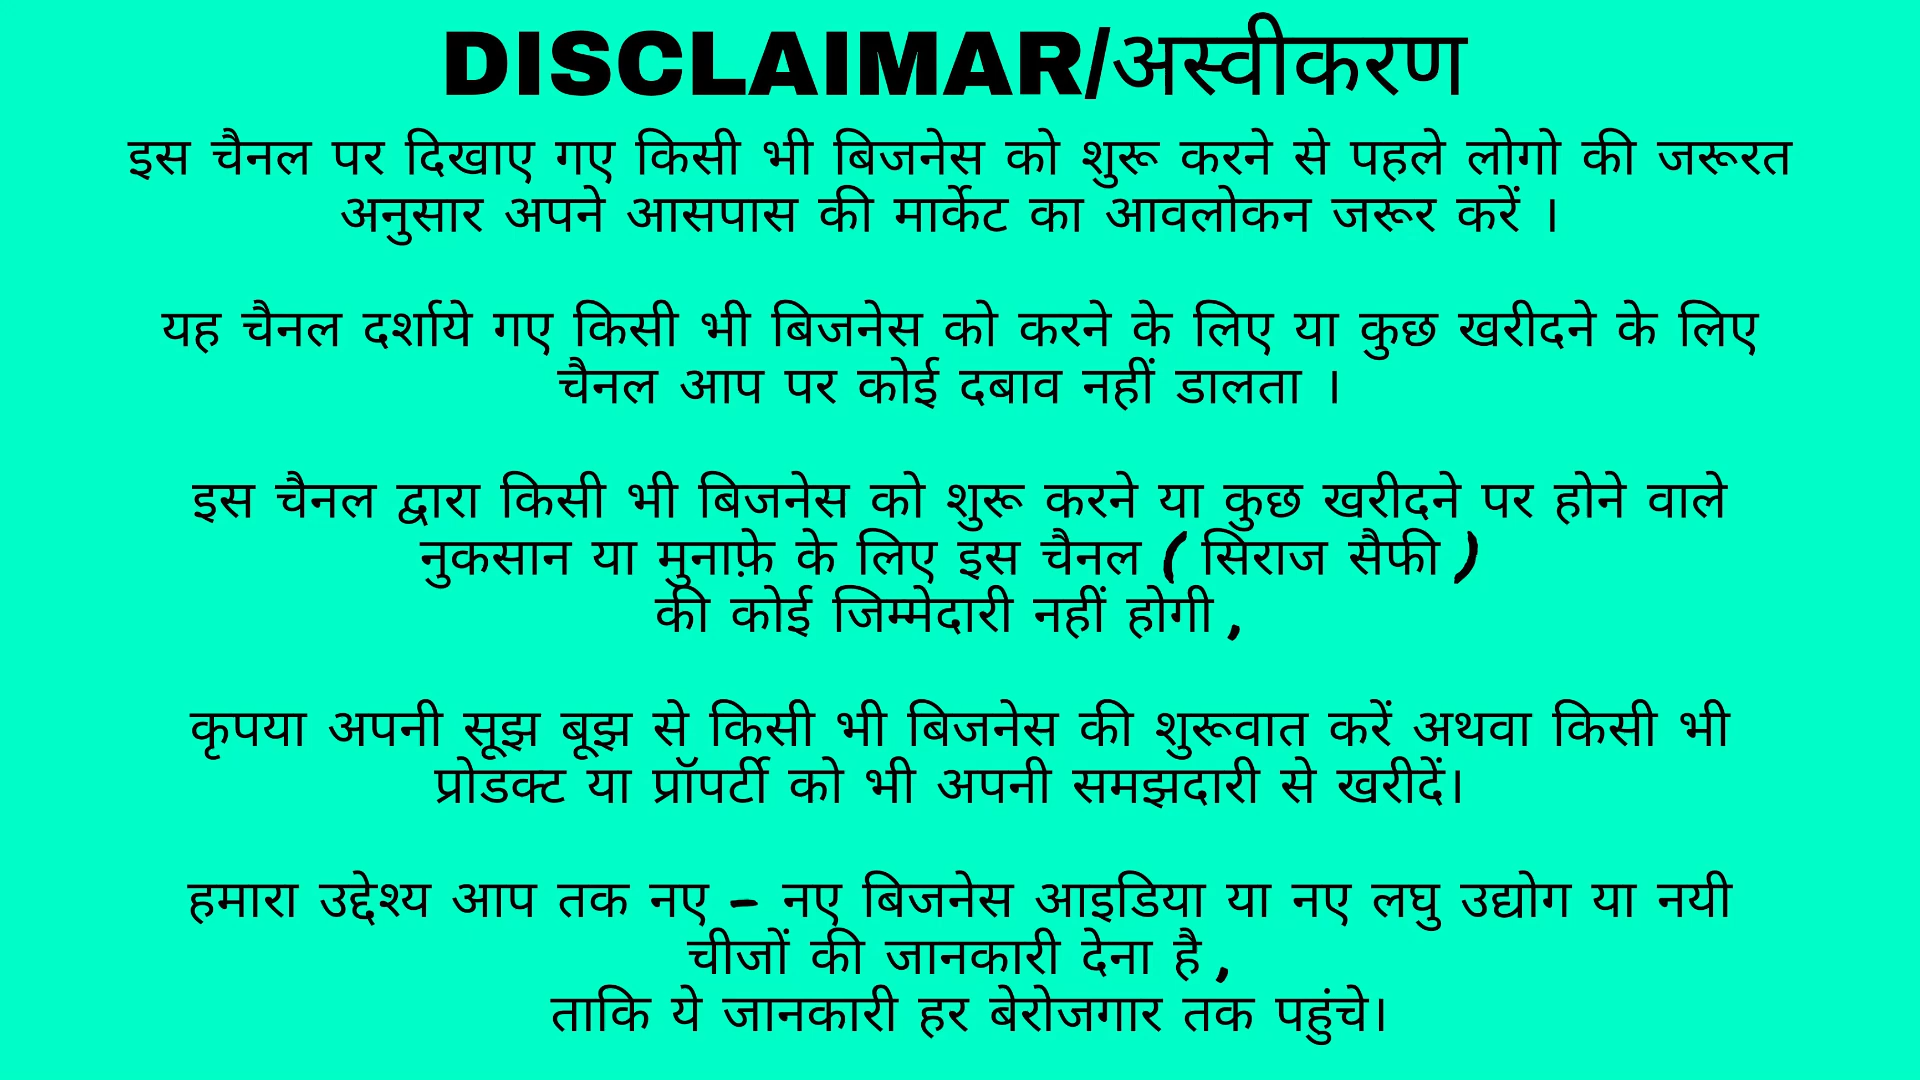 DISCLAIMAR/अस्वीकरण
इस चैनल पर दिखाए गए किसी भी बिजनेस को शुरू करने से पहले लोगो की जरूरत
अनुसार अपने आसपास की मार्केट का आवलोकन जरूर करें ।
यह चैनल दर्शाये गए किसी भी बिजनेस को करने के लिए या कुछ खरीदने के लिए
चैनल आप पर कोई दबाव नहीं डालता ।
इस चैनल द्वारा किसी भी बिजनेस को शुरू करने या कुछ खरीदने पर होने वाले
नुकसान या मुनाफ़े के लिए इस चैनल ( सिराज सैफी )
की कोई जिम्मेदारी नहीं होगी ,
कृपया अपनी सूझ बूझ से किसी भी बिजनेस की शुरूवात करें अथवा किसी भी
प्रोडक्ट या प्रॉपर्टी को भी अपनी समझदारी से खरीदें।
हमारा उद्देश्य आप तक नए - नए बिजनेस आइडिया या नए लघु उद्योग या नयी
चीजों की जानकारी देना है ,
ताकि ये जानकारी हर बेरोजगार तक पहुंचे।